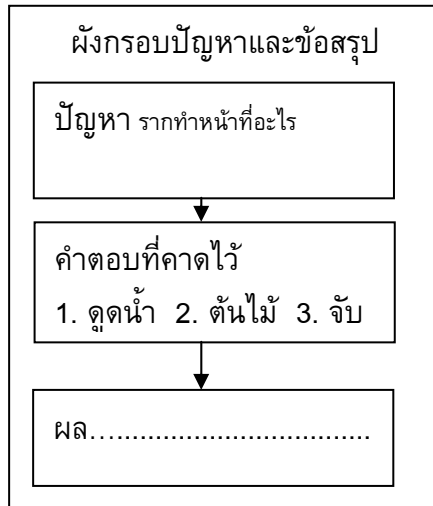 ผังกรอบปัญหาและข้อสรุป
ปัญหา รากทำหน้าที่อะไร
คำตอบที่คาดไว้
1. ดูดน้ำ 2. ต้นไม้ 3. จับ
ผล…..................................